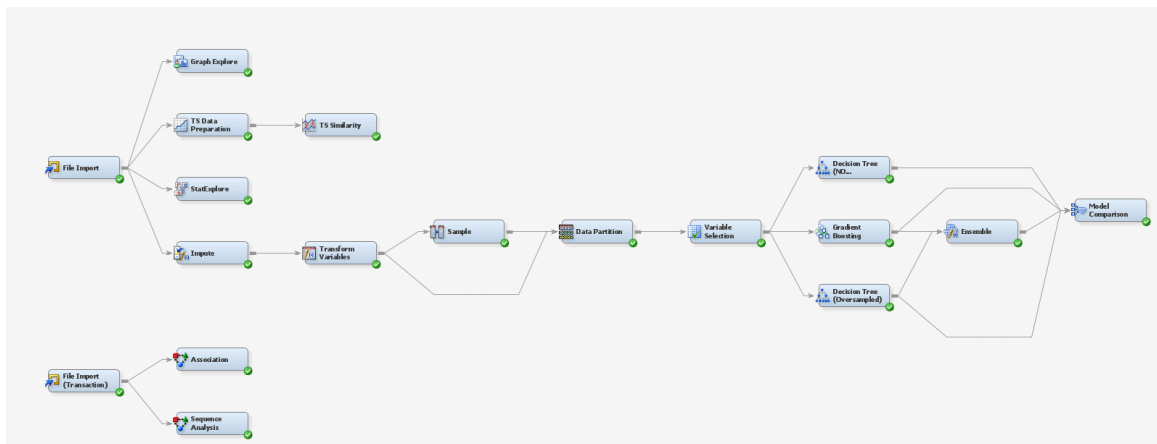 Graph Explore
TS Data
Preparation
TS Similarity
File Import
StatExplore
Impute
Transform
Variables
Sample
Data Partition
Variable
Selection
Decision Tree
(NO...
Gradient
Boosting
Decision Tree
(Oversampled)
Ensemble
Model
Comparison
File Import
(Transaction)
Association
Sequence
Analysis